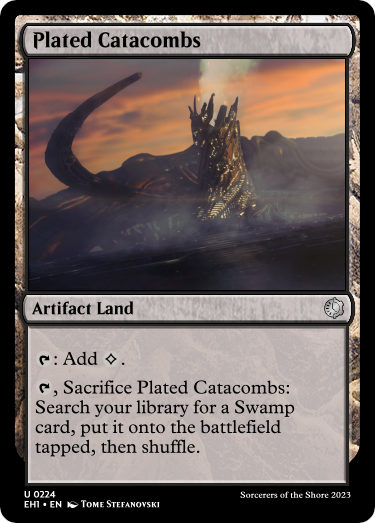 Plated Catacombs
Artifact Land
: Add .
, Sacrifice Plated Catacombs:
Search your library for a Swamp
card, put it onto the battlefield
tapped, then shuffle.
U 0224
EH1 • EN Tome Stefanovski
Sorcerers of the Shore 2023